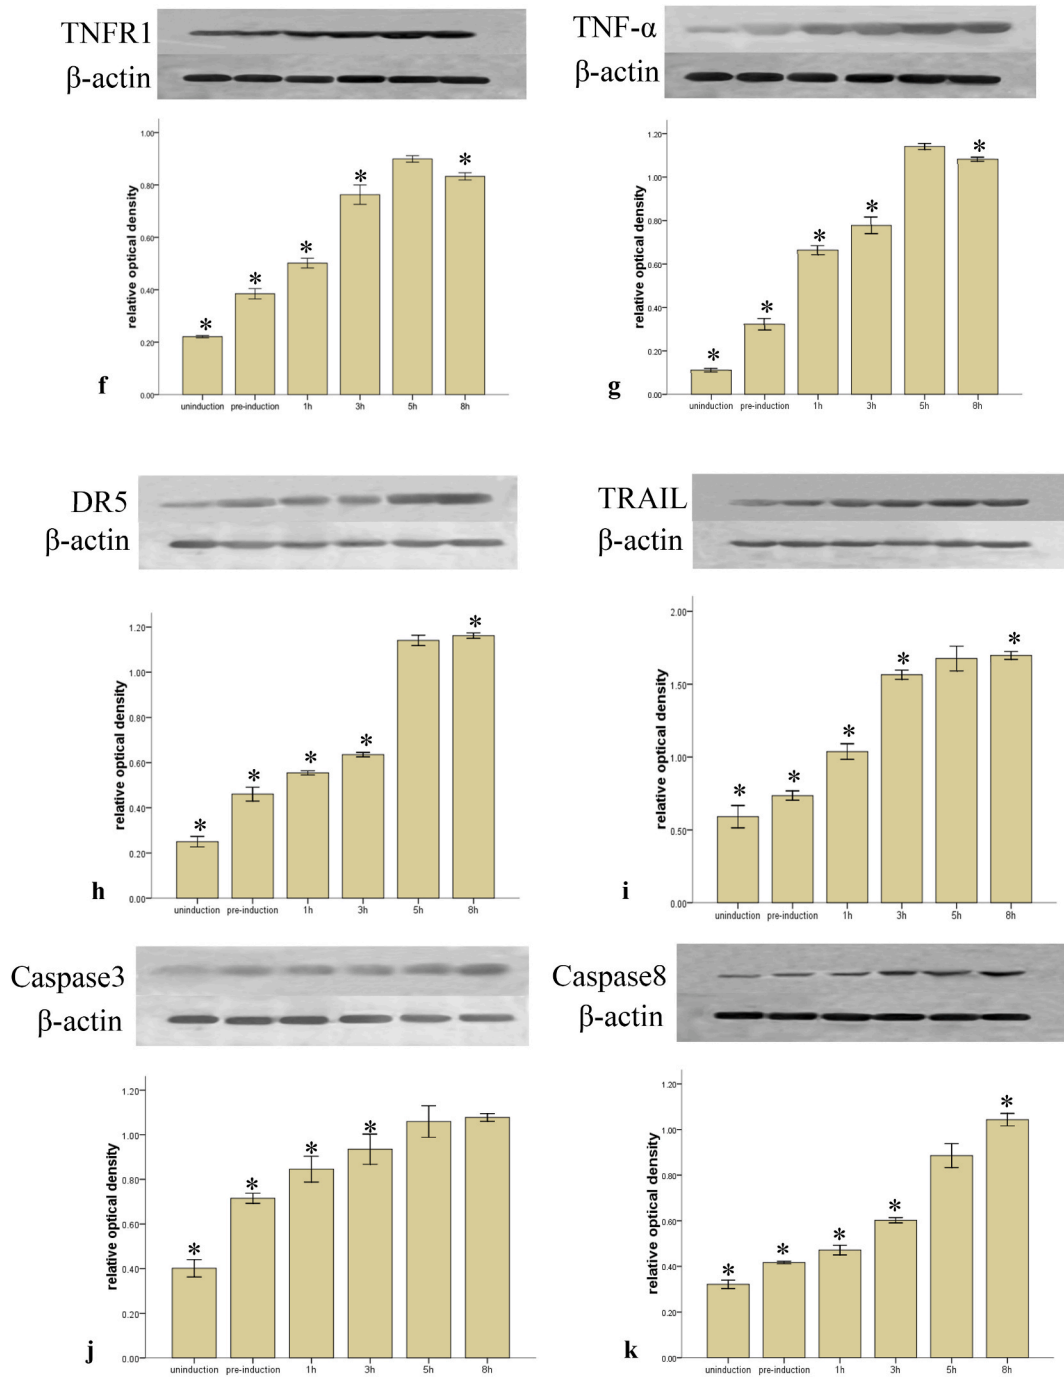 TNFR1
β-actin
TNF-α
β-actin
relative optical density
1.00
0.80
0.60
0.40
0.20
0.00
*
*
*
*
*
uninduction pre-induction 1h 3h 5h 8h
f
relative optical density
1.20
1.00
0.80
0.60
0.40
0.20
0.00
*
*
*
*
*
uninduction pre-induction 1h 3h 5h 8h
g
DR5
β-actin
TRAIL
β-actin
relative optical density
1.20
1.00
0.80
0.60
0.40
0.20
0.00
*
*
*
*
*
uninduction pre-induction 1h 3h 5h 8h
h
relative optical density
2.00
1.50
1.00
0.50
0.00
*
*
*
*
*
uninduction pre-induction 1h 3h 5h 8h
i
Caspase3
β-actin
Caspase8
β-actin
relative optical density
1.20
1.00
0.80
0.60
0.40
0.20
0.00
*
*
*
*
uninduction pre-induction 1h 3h 5h 8h
j
relative optical density
1.20
1.00
0.80
0.60
0.40
0.20
0.00
*
*
*
*
*
uninduction pre-induction 1h 3h 5h 8h
k